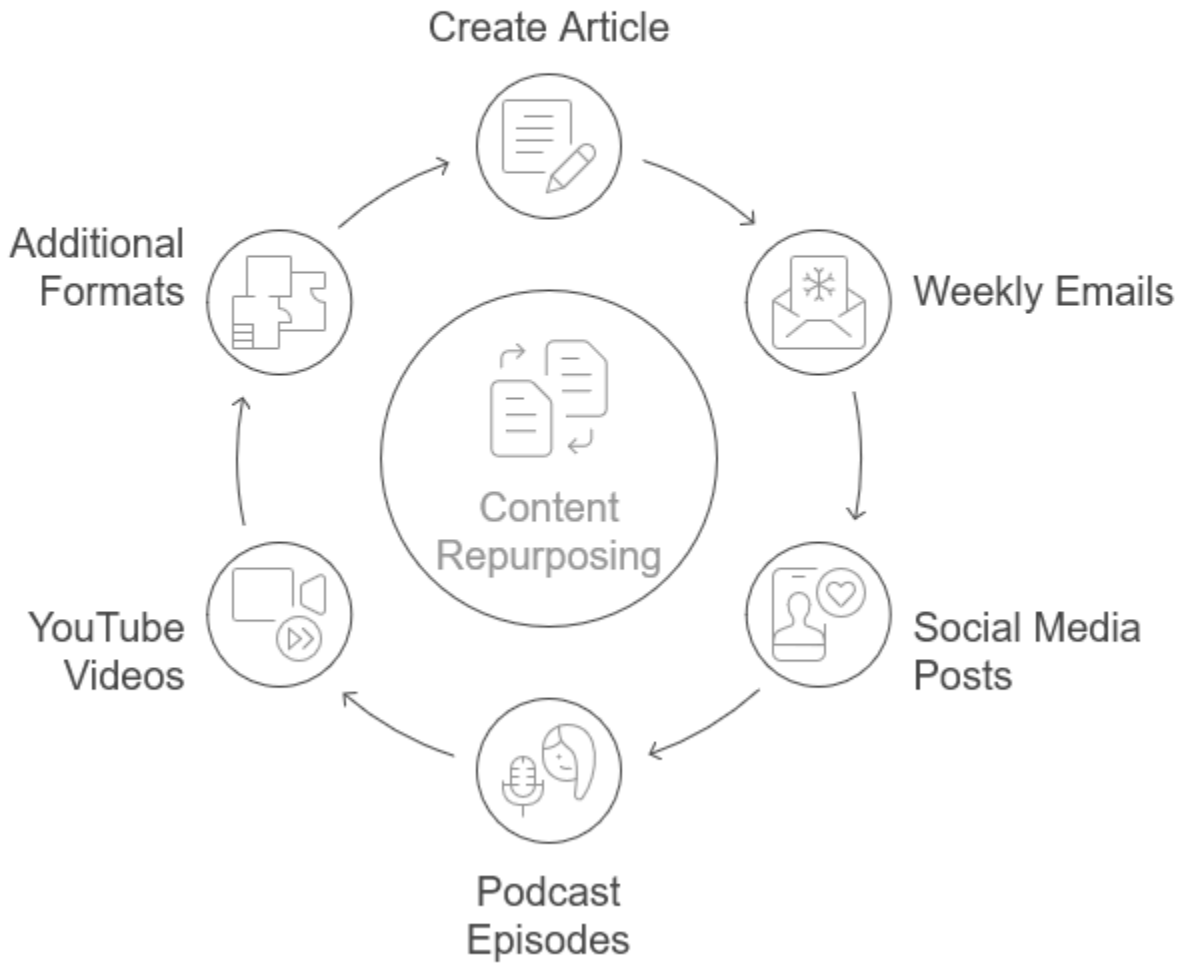 Create Article
Weekly Emails
Social Media
Posts
Podcast
Episodes
YouTube
Videos
Additional
Formats
Content
Repurposing